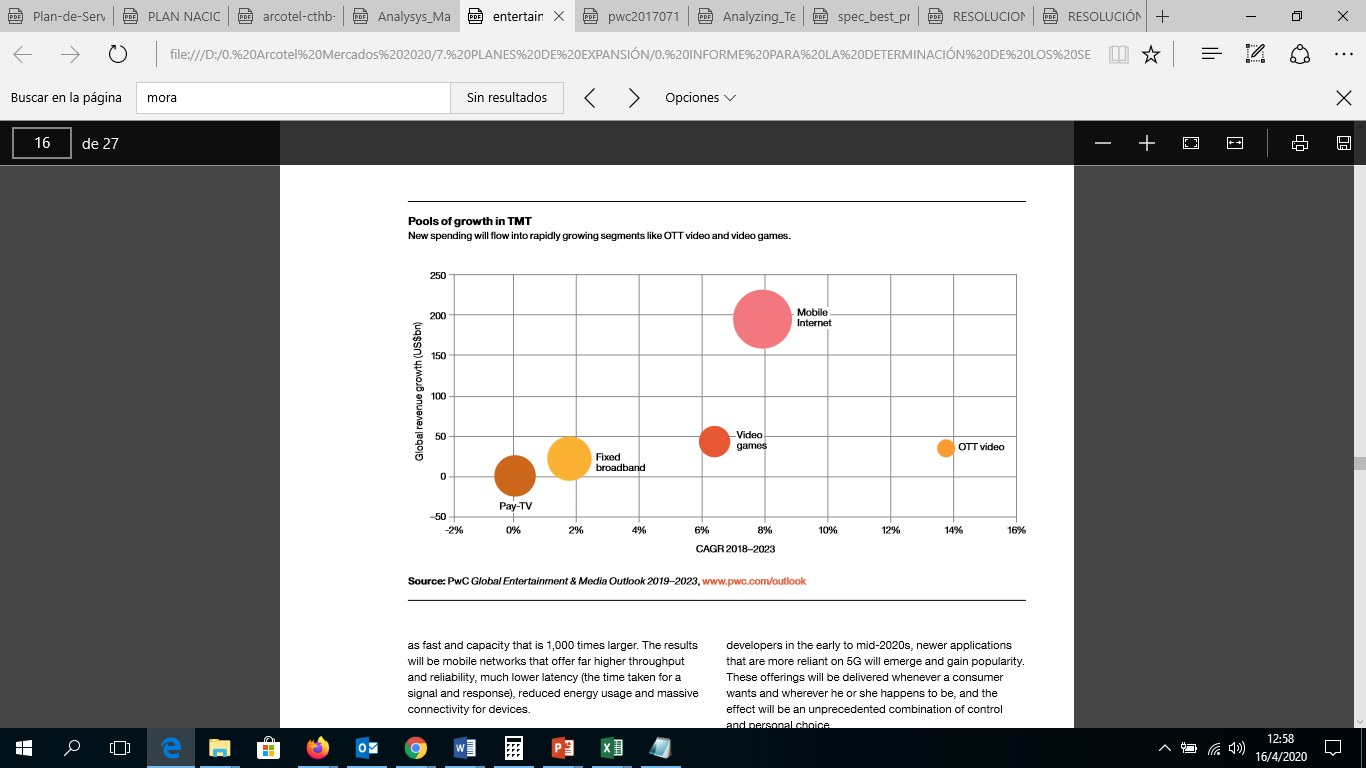 Plan-de-Serv
PLAN NACIC
arcotel-cthb-
Analysys_Ma
entertain
pwc2017071
Analyzing_Te
spec_best_pr
RESOLUCION
RESOLUCIÓN
file:///D:/0.%20Arcotel%20Mercados%202020/7.%20PLANES%20DE%20EXPANSIÓN/0.%20INFORME%20PARA%20LA%20DETERMINACIÓN%20DE%20LOS%20SE
Buscar en la página
mora
Sin resultados
Opciones
16
de 27
Pools of growth in TMT
New spending will flow into rapidly growing segments like OTT video and video games.
Global revenue growth (US$bn)
250
200
150
100
50
0
-50
Mobile
Internet
Video
games
OTT video
Fixed
broadband
Pay-TV
-2%
0%
2%
4%
6%
8%
10%
12%
14%
16%
CAGR 2018–2023
Source: PwC Global Entertainment & Media Outlook 2019–2023, www.pwc.com/outlook
as fast and capacity that is 1,000 times larger. The results
will be mobile networks that offer far higher throughput
and reliability, much lower latency (the time taken for a
signal and response), reduced energy usage and massive
connectivity for devices.
developers in the early to mid-2020s, newer applications
that are more reliant on 5G will emerge and gain popularity.
These offerings will be delivered whenever a consumer
wants and wherever he or she happens to be, and the
effect will be an unprecedented combination of control
and personal choice.
12:58
16/4/2020